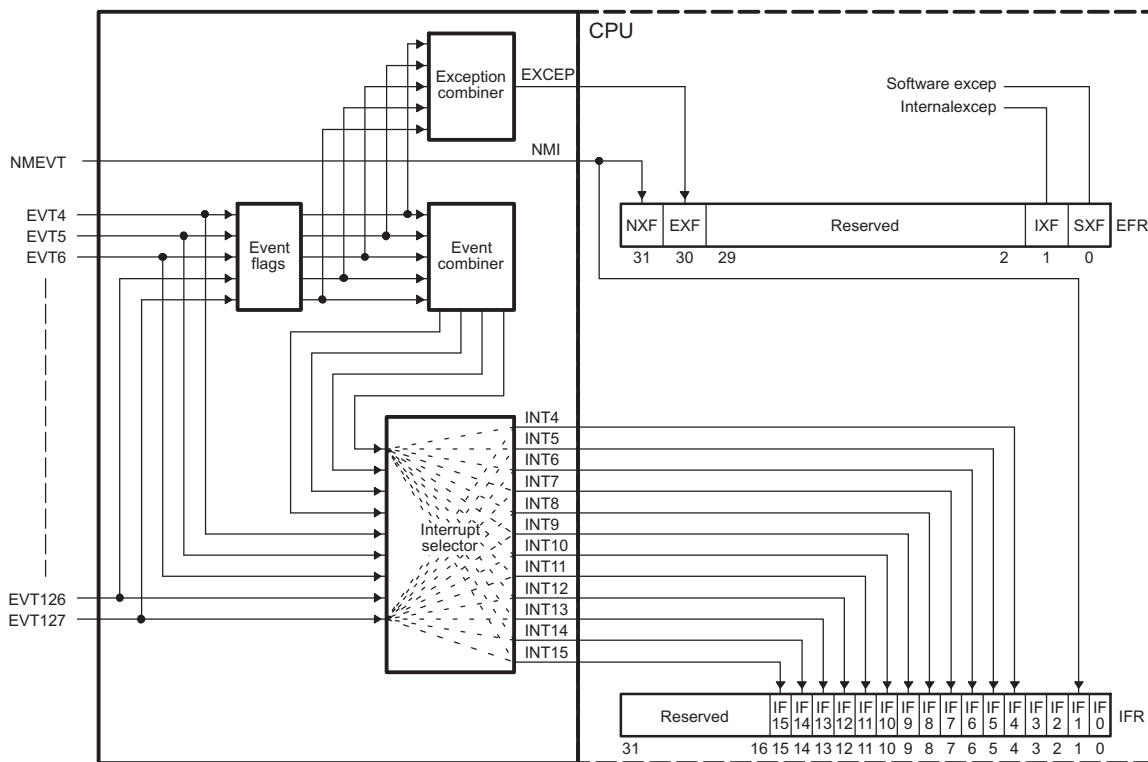 CPU
Exception
combiner
EXCEP
Software excep
Internalexcep
NMEVT
NMI
EVT4
EVT5
EVT6
Event
flags
Event
combiner
NXF EXF Reserved IXF SXF EFR
31 30 29 2 1 0
INT4
INT5
INT6
INT7
INT8
INT9
INT10
INT11
INT12
INT13
INT14
INT15
Interrupt
selector
EVT126
EVT127
Reserved IF IF IF IF IF IF IF IF IF IF IF IF IF IF IF IF IFR
15 14 13 12 11 10 9 8 7 6 5 4 3 2 1 0
31 16 15 14 13 12 11 10 9 8 7 6 5 4 3 2 1 0